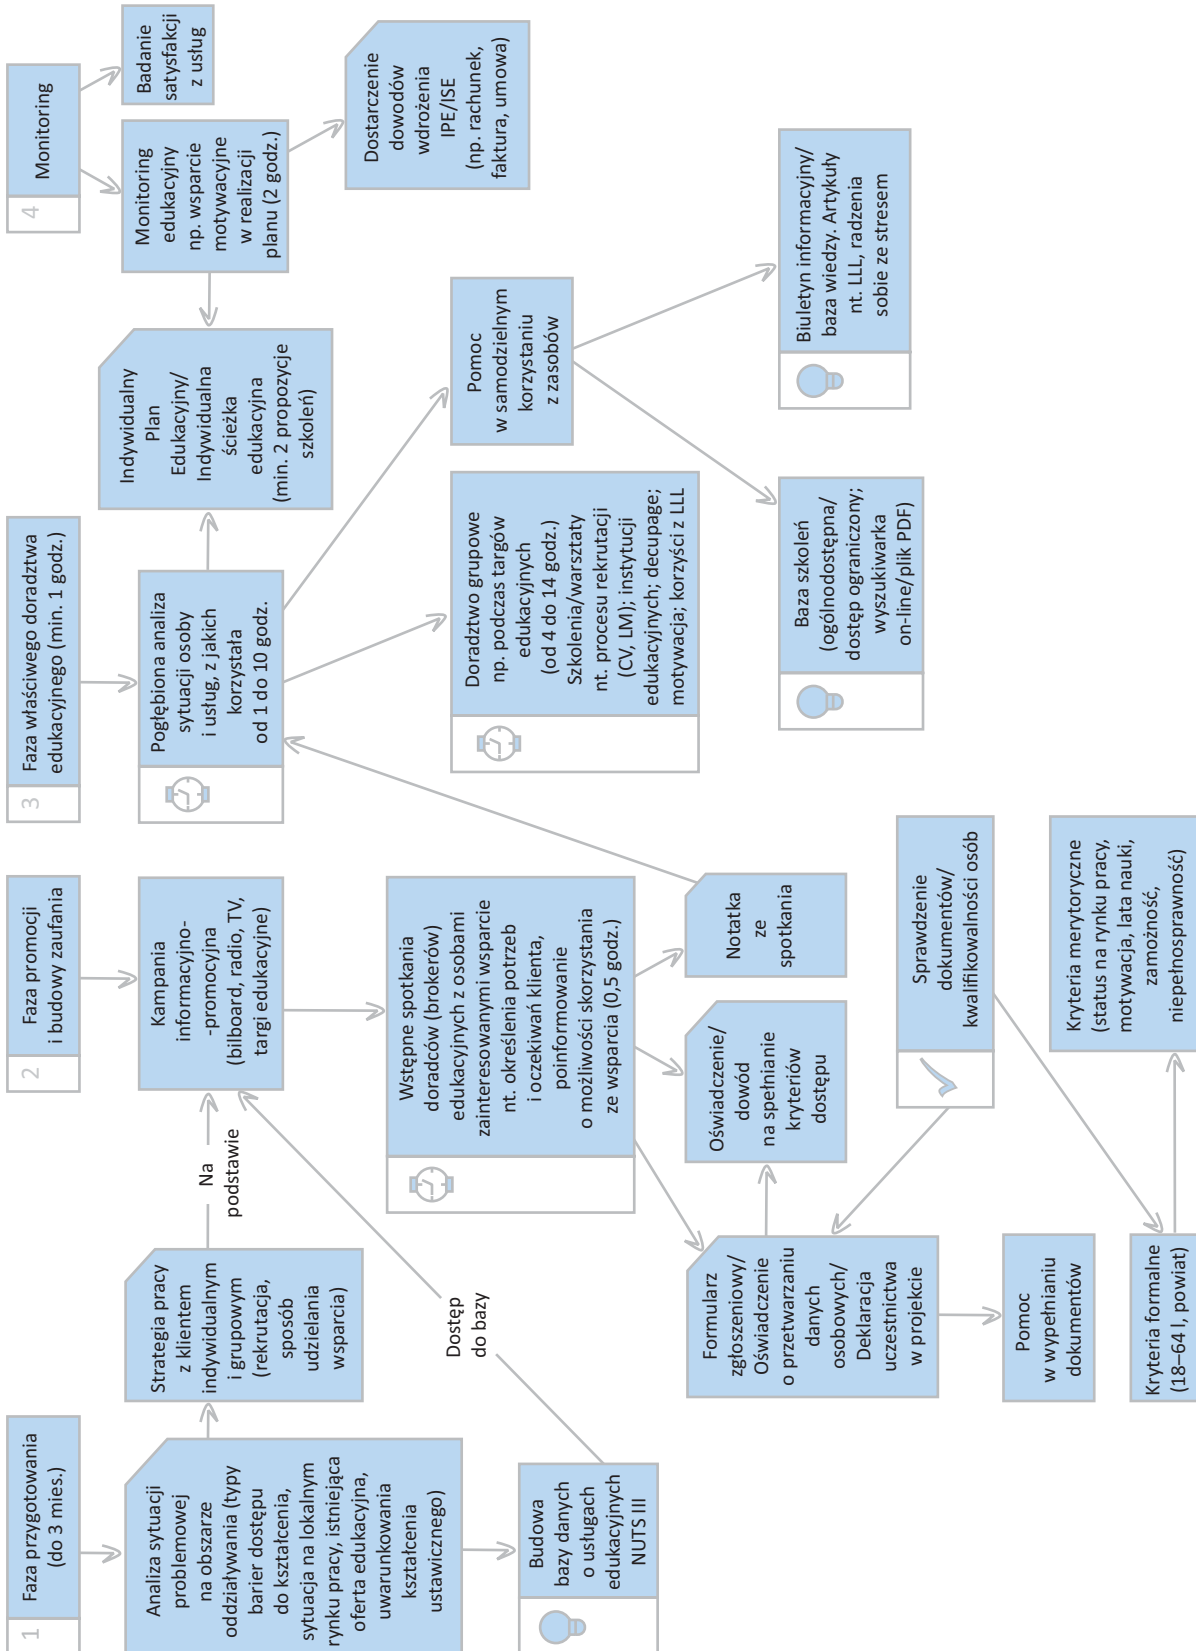 1
Faza przygotowania
(do 3 mies.)
Analiza sytuacji
problemowej
na obszarze
oddziaływania (typy
barier dostępu
do kształcenia,
sytuacja na lokalnym
rynku pracy, istniejąca
oferta edukacyjna,
uwarunkowania
kształcenia
ustawicznego)
Strategia pracy
z klientem
indywidualnym
i grupowym
(rekrutacja,
sposób
udzielania
wsparcia)
Na
podstawie
Budowa
bazy danych
o usługach
edukacyjnych
NUTS III
Dostęp
do bazy
2
Faza promocji
i budowy zaufania
Kampania
informacyjno-
-promocyjna
(bilboard, radio, TV,
targi edukacyjne)
Wstępne spotkania
doradców (brokerów)
edukacyjnych z osobami
zainteresowanymi wsparcie
nt. określenia potrzeb
i oczekiwań klienta,
poinformowanie
o możliwości skorzystania
ze wsparcia (0,5 godz.)
Formularz
zgłoszeniowy/
Oświadczenie
o przetwarzaniu
danych
osobowych/
Deklaracja
uczestnictwa
w projekcie
Oświadczenie/
dowód
na spełnianie
kryteriów
dostępu
Notatka
ze
spotkania
Pomoc
w wypełnianiu
dokumentów
Sprawdzenie
dokumentów/
kwalifikowalności osób
Kryteria formalne
(18–64 l, powiat)
Kryteria merytoryczne
(status na rynku pracy,
motywacja, lata nauki,
zamożność,
niepełnosprawność)
3
Faza właściwego doradztwa
edukacyjnego (min. 1 godz.)
Pogłębiona analiza
sytuacji osoby
i usług, z jakich
korzystała
od 1 do 10 godz.
Indywidualny
Plan
Edukacyjny/
Indywidualna
ścieżka
edukacyjna
(min. 2 propozycje
szkoleń)
Doradztwo grupowe
np. podczas targów
edukacyjnych
(od 4 do 14 godz.)
Szkolenia/warsztaty
nt. procesu rekrutacji
(CV, LM); instytucji
edukacyjnych; decupage;
motywacja; korzyści z LLL
Pomoc
w samodzielnym
korzystaniu
z zasobów
Baza szkoleń
(ogólnodostępna/
dostęp ograniczony;
wyszukiwarka
on-line/plik PDF)
Biuletyn informacyjny/
baza wiedzy. Artykuły
nt. LLL, radzenia
sobie ze stresem
4
Monitoring
Monitoring
edukacyjny
np. wsparcie
motywacyjne
w realizacji
planu (2 godz.)
Badanie
satysfakcji
z usług
Dostarczenie
dowodów
wdrożenia
IPE/ISE
(np. rachunek,
faktura, umowa)